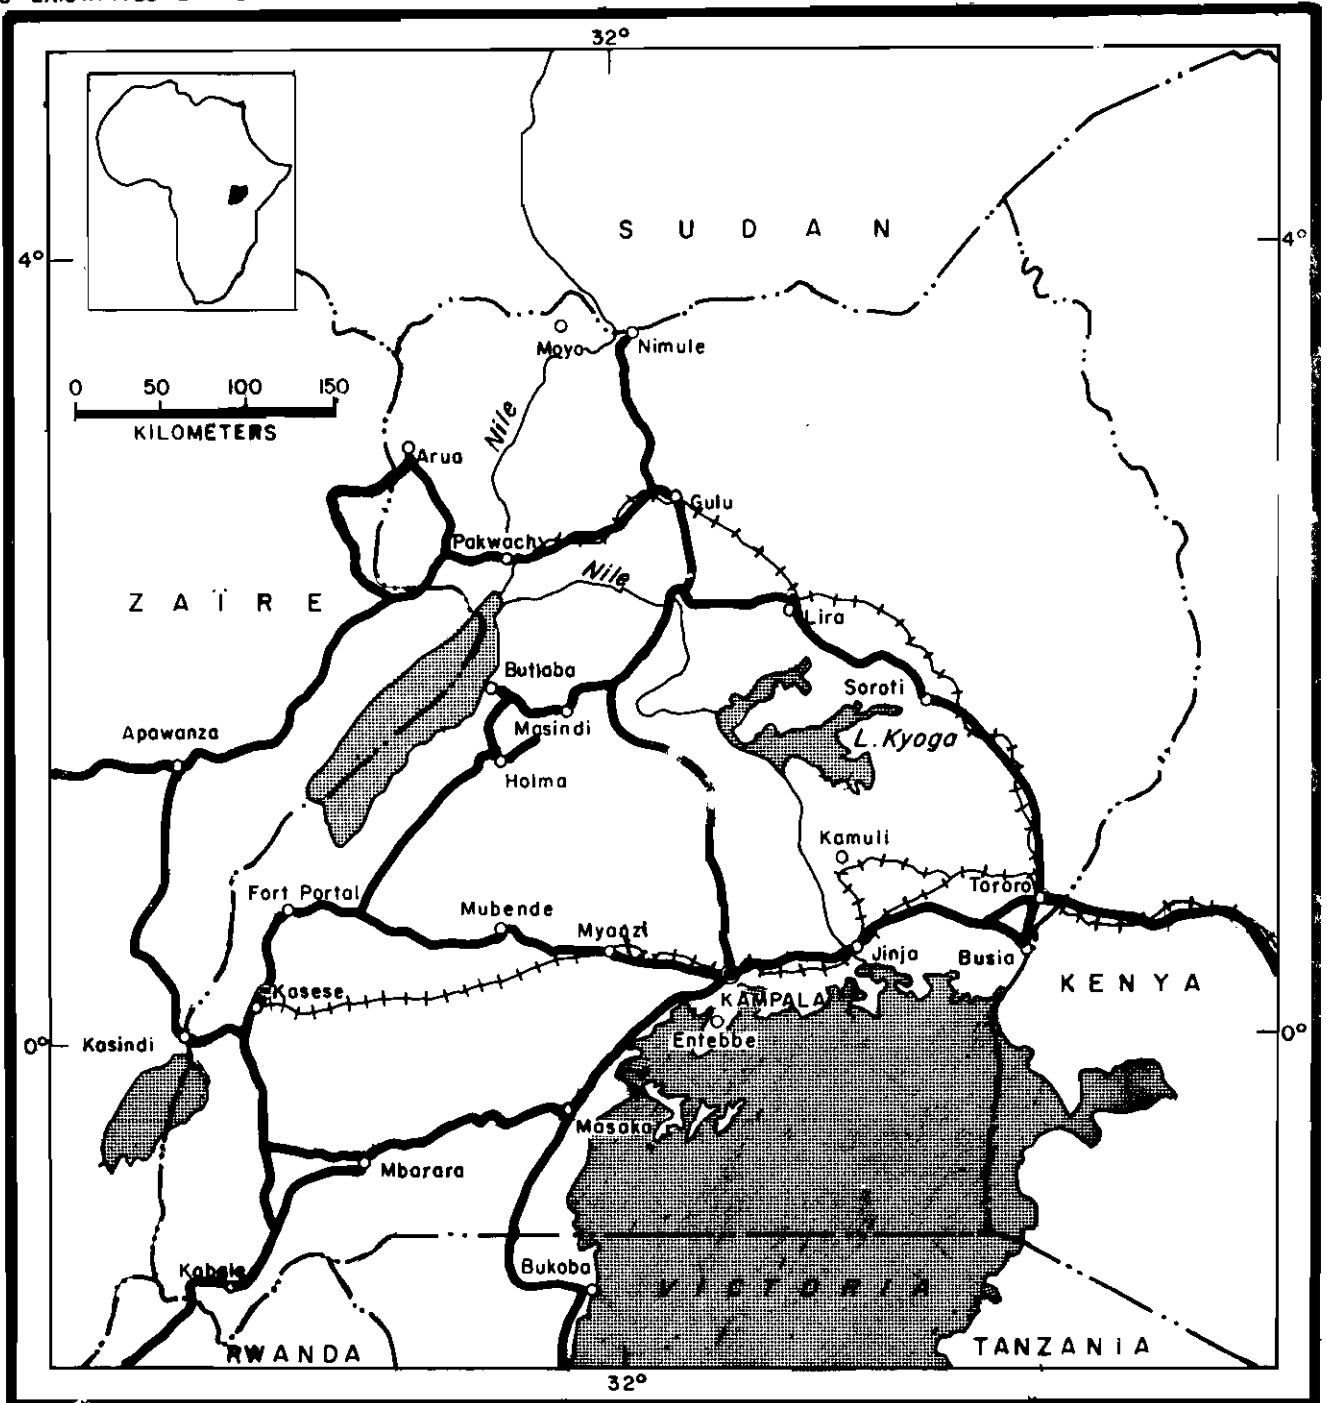 32°
SUDAN
4°
4°
Moyo
Nimule
0 50 100 150
KILOMETERS
Nile
Arua
Gulu
Pakwach
Nile
ZAÏRE
Lira
Butiaba
Soroti
Apawanza
Masindi
L. Kyoga
Hoima
Kamuli
Fort Portal
Tororo
Mubende
Myanzi
Jinja
Busia
Kasese
KAMPALA
KENYA
Kasindi
0°
Entebbe
0°
Masaka
Mbarara
Kabale
Bukoba
VICTORIA
RWANDA
TANZANIA
32°